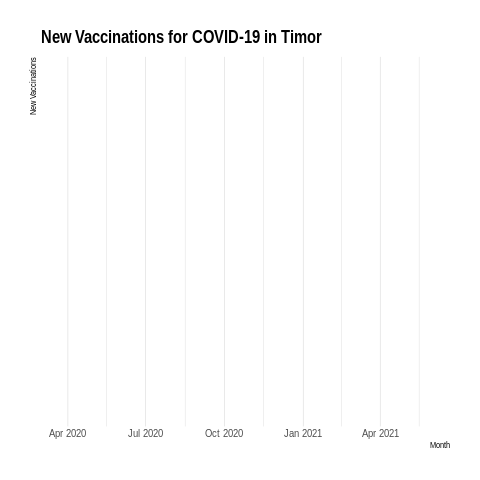 New Vaccinations for COVID-19 in Timor
New Vaccinations
Apr 2020 Jul 2020 Oct 2020 Jan 2021 Apr 2021
Month